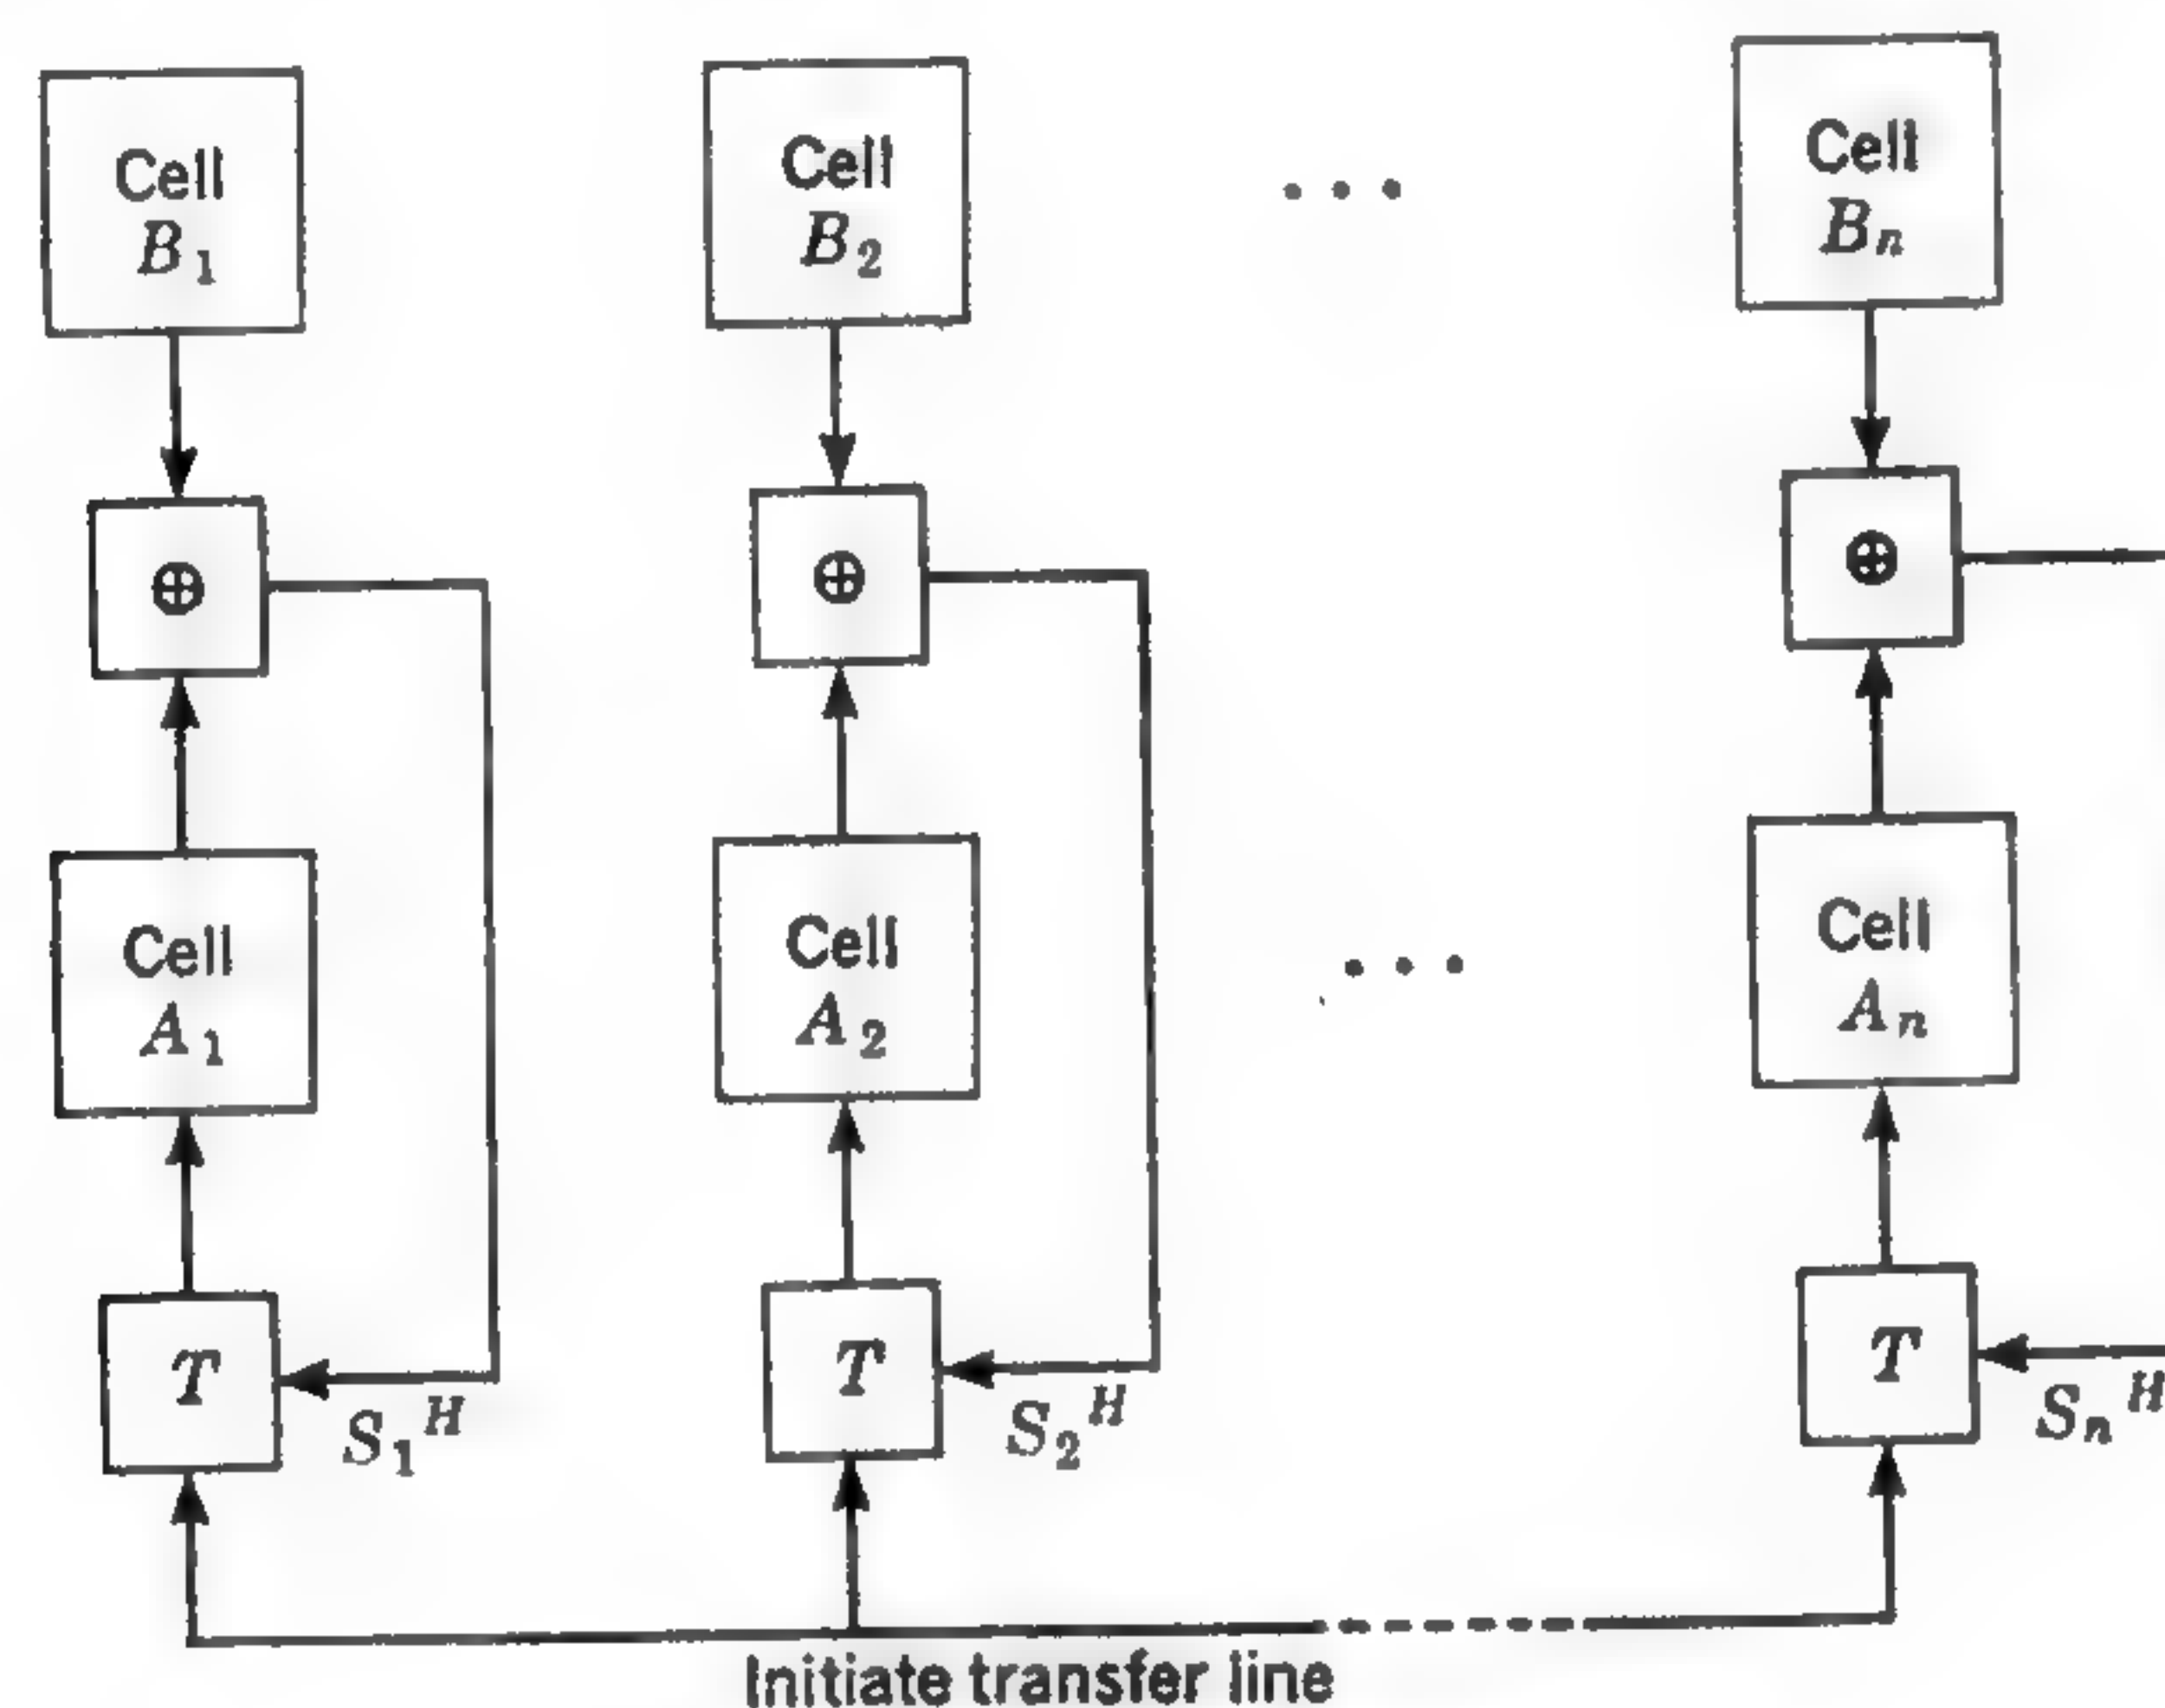 Cell
B₁
Cell
B₂
. . .
Cell
Bₙ
⊕
⊕
⊕
Cell
A₁
Cell
A₂
. . .
Cell
Aₙ
T
S₁ᴴ
T
S₂ᴴ
T
Sₙᴴ
Initiate transfer line